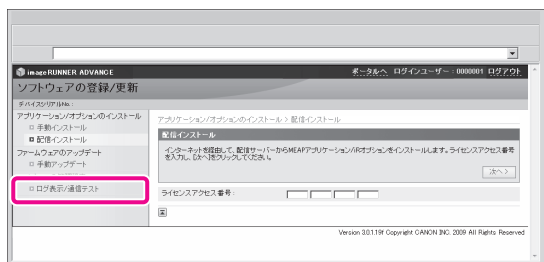 imageRUNNER ADVANCE
ポータルへ ログインユーザー : 0000001 ログアウト
ソフトウェアの登録/更新
デバイスシリアルNo. :
アプリケーション/オプションのインストール
手動インストール
配信インストール
ファームウェアのアップデート
手動アップデート
ログ表示/通信テスト
アプリケーション/オプションのインストール > 配信インストール
配信インストール
インターネットを経由して、配信サーバーからMEAPアプリケーション/iRオプションをインストールします。ライセンスアクセス番号
を入力し、[次へ]をクリックしてください。
次へ >
ライセンスアクセス番号 :
Version 3.0.1.19f Copyright CANON INC. 2009 All Rights Reserved